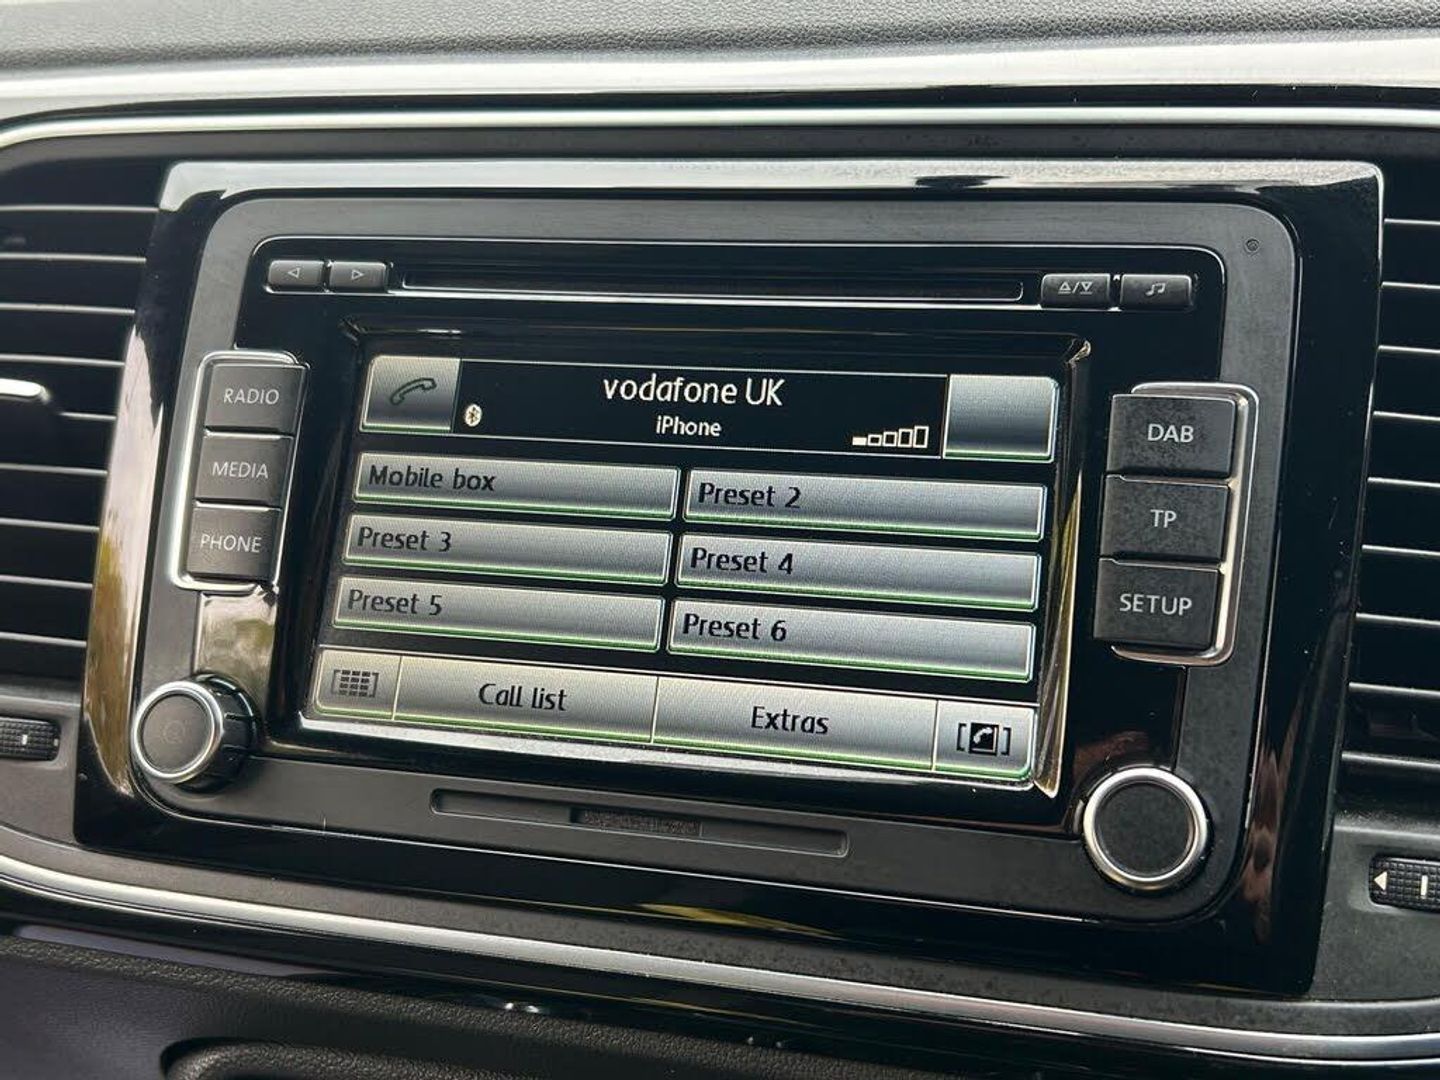 RADIO
MEDIA
PHONE
vodafone UK
iPhone
Mobile box
Preset 2
Preset 3
Preset 4
Preset 5
Preset 6
Call list
Extras
DAB
TP
SETUP